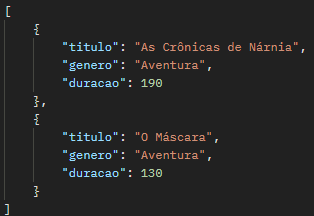 [
    {
        "titulo": "As Crônicas de Nárnia",
        "genero": "Aventura",
        "duracao": 190
    },
    {
        "titulo": "O Máscara",
        "genero": "Aventura",
        "duracao": 130
    }
]